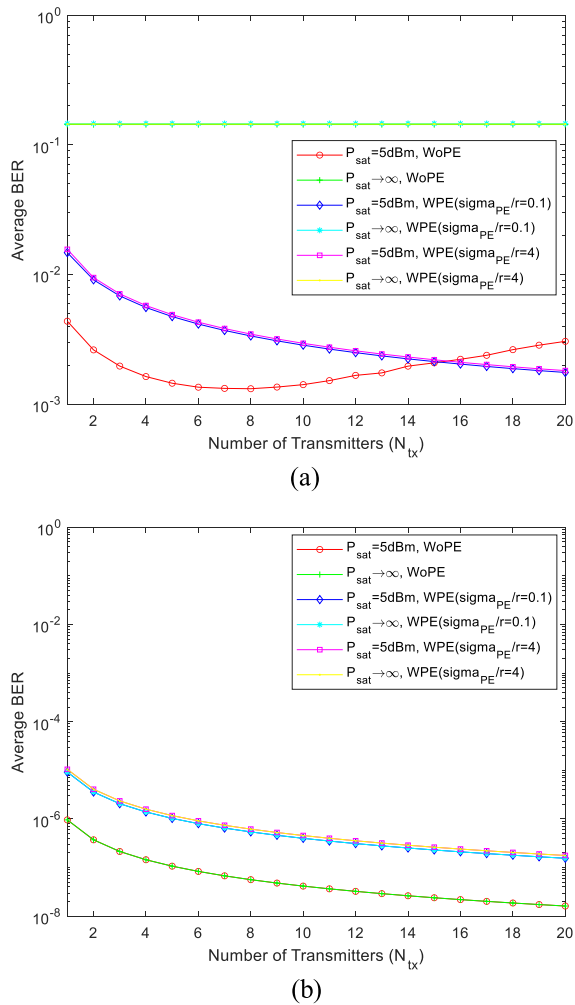 10^0
10^-1
10^-2
10^-3
Average BER
P_sat=5dBm, WoPE
P_sat→∞, WoPE
P_sat=5dBm, WPE(sigma_PE/r=0.1)
P_sat→∞, WPE(sigma_PE/r=0.1)
P_sat=5dBm, WPE(sigma_PE/r=4)
P_sat→∞, WPE(sigma_PE/r=4)
2 4 6 8 10 12 14 16 18 20
Number of Transmitters (N_tx)
(a)
10^0
10^-2
10^-4
10^-6
10^-8
Average BER
P_sat=5dBm, WoPE
P_sat→∞, WoPE
P_sat=5dBm, WPE(sigma_PE/r=0.1)
P_sat→∞, WPE(sigma_PE/r=0.1)
P_sat=5dBm, WPE(sigma_PE/r=4)
P_sat→∞, WPE(sigma_PE/r=4)
2 4 6 8 10 12 14 16 18 20
Number of Transmitters (N_tx)
(b)